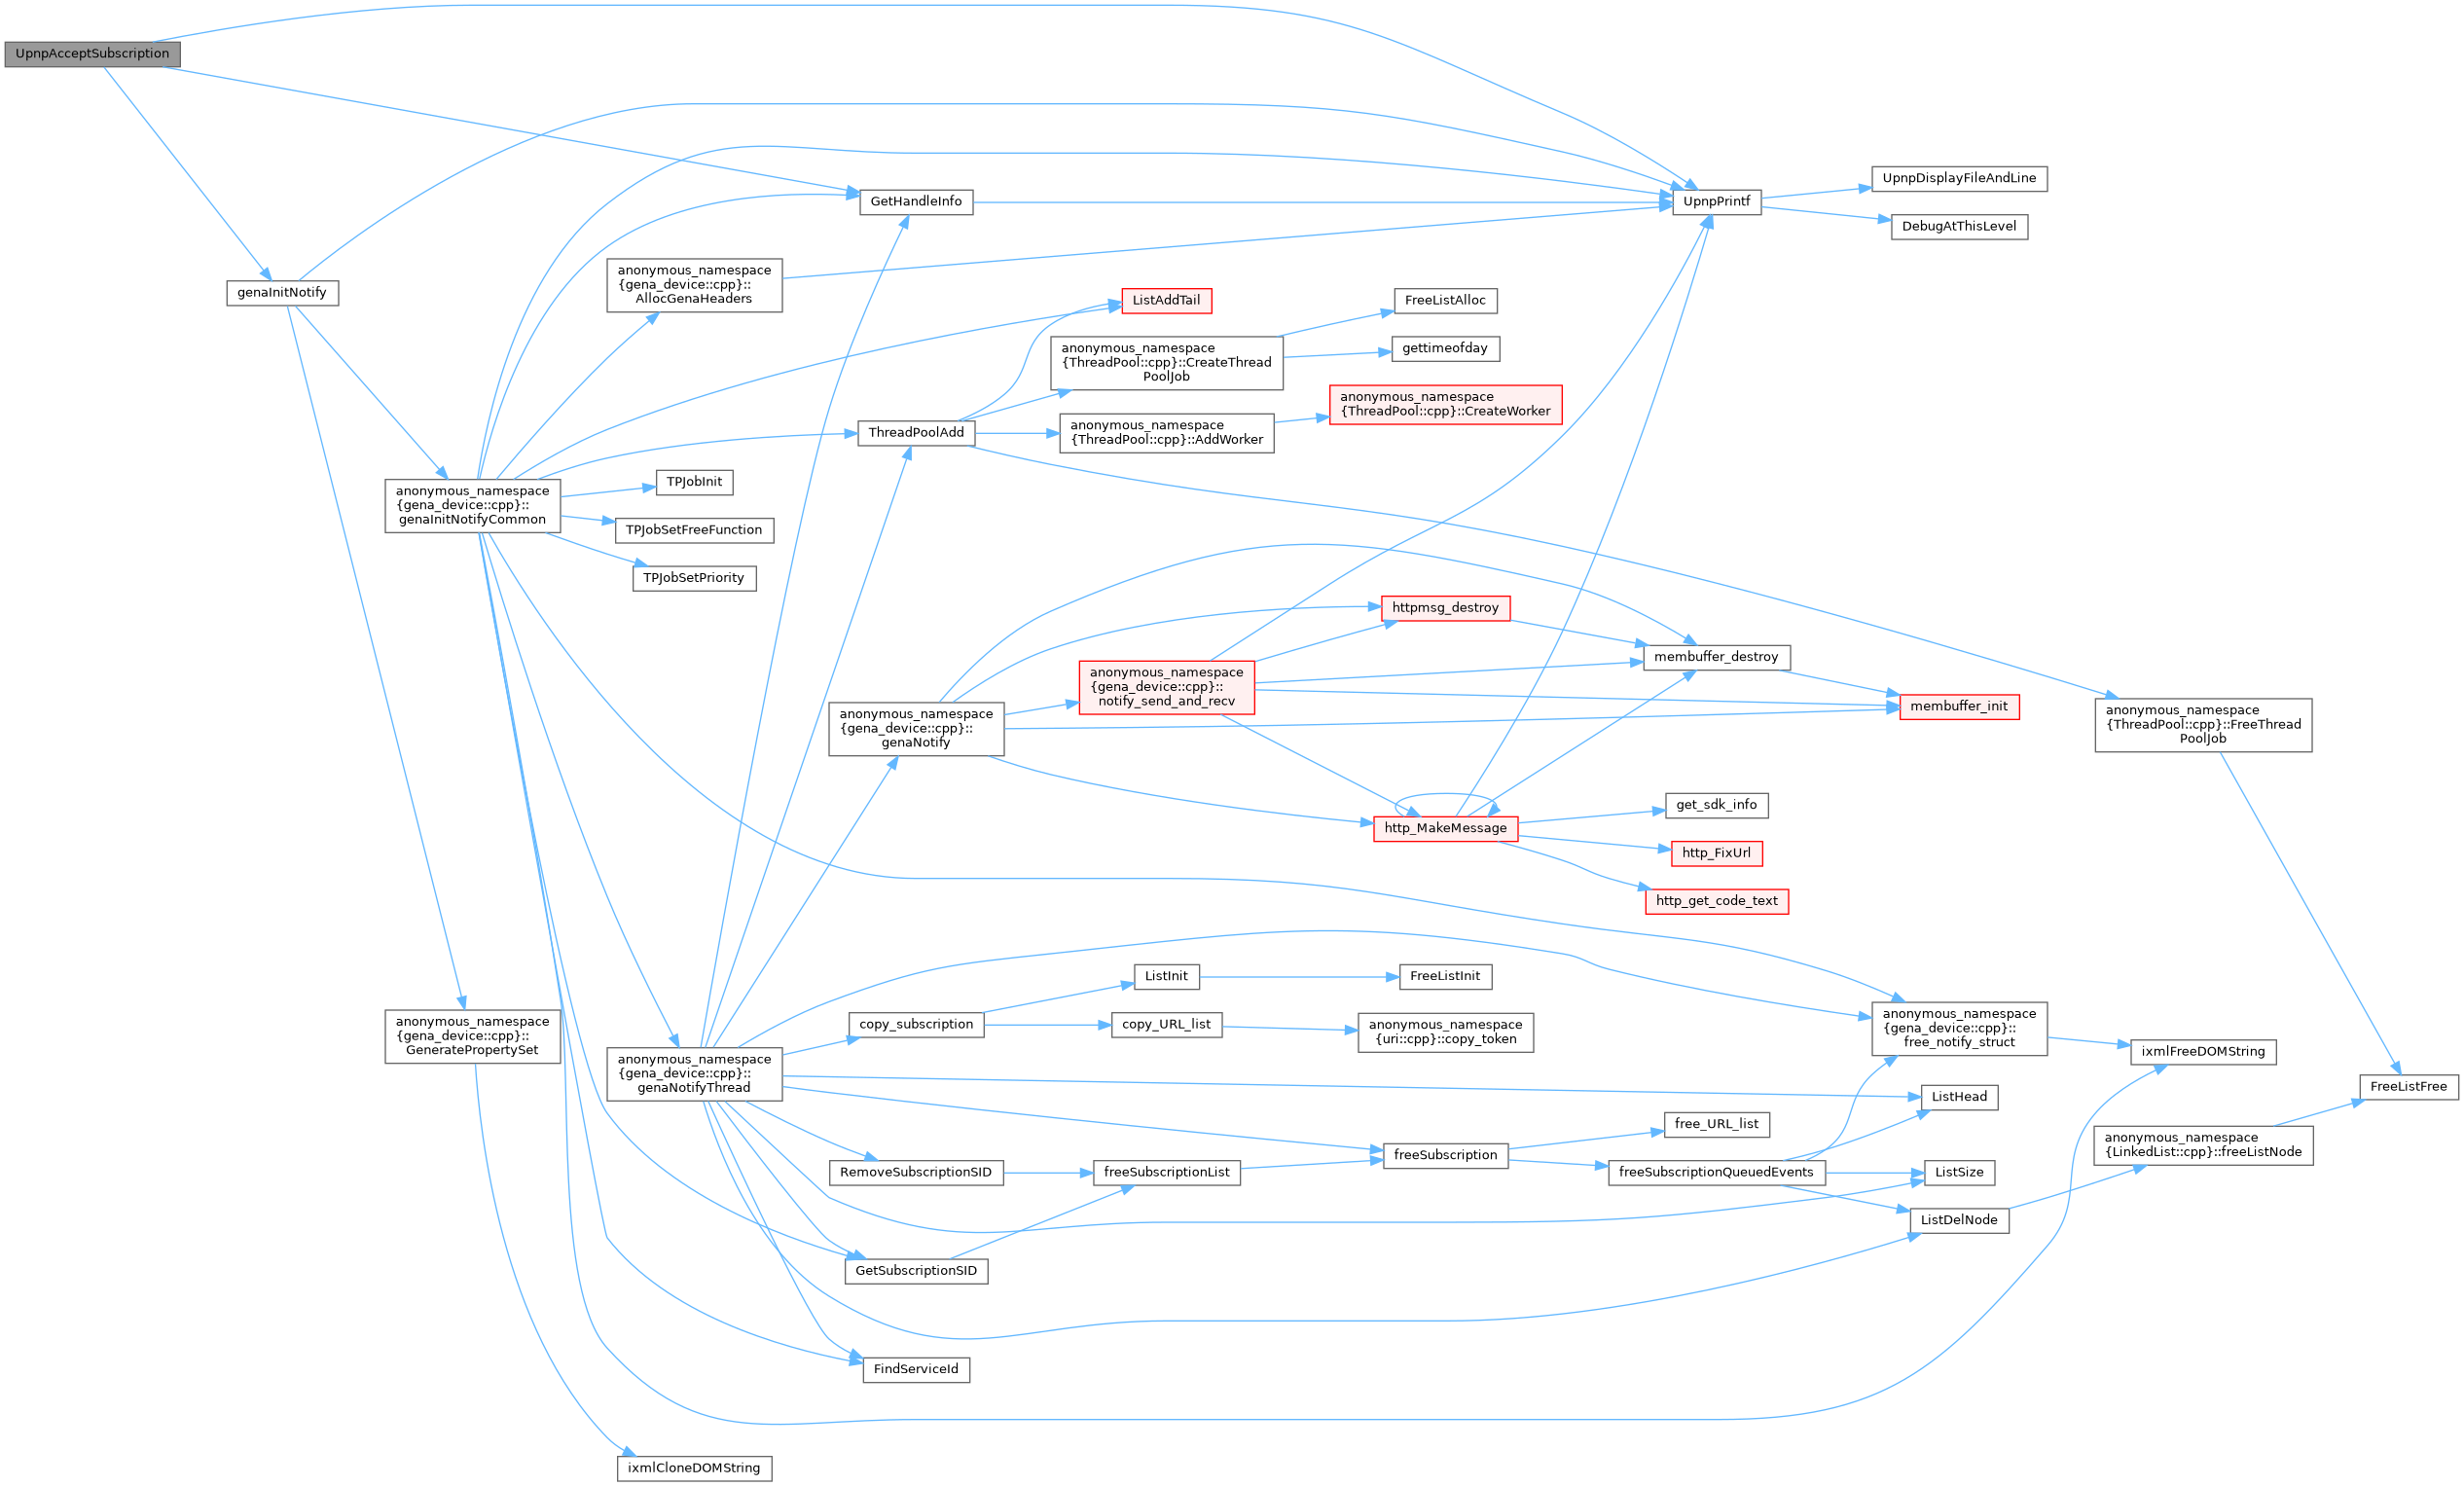 UpnpAcceptSubscription
UpnpDisplayFileAndLine
GetHandleInfo
UpnpPrintf
DebugAtThisLevel
genaInitNotify
anonymous_namespace
{gena_device::cpp}::
AllocGenaHeaders
ListAddTail
FreeListAlloc
anonymous_namespace
{ThreadPool::cpp}::CreateThread
PoolJob
gettimeofday
anonymous_namespace
{ThreadPool::cpp}::CreateWorker
ThreadPoolAdd
anonymous_namespace
{ThreadPool::cpp}::AddWorker
anonymous_namespace
{gena_device::cpp}::
genaInitNotifyCommon
TPJobInit
TPJobSetFreeFunction
TPJobSetPriority
httpmsg_destroy
membuffer_destroy
anonymous_namespace
{gena_device::cpp}::
notify_send_and_recv
membuffer_init
anonymous_namespace
{gena_device::cpp}::
genaNotify
anonymous_namespace
{ThreadPool::cpp}::FreeThread
PoolJob
get_sdk_info
http_MakeMessage
http_FixUrl
http_get_code_text
ListInit
FreeListInit
copy_subscription
copy_URL_list
anonymous_namespace
{uri::cpp}::copy_token
anonymous_namespace
{gena_device::cpp}::
free_notify_struct
anonymous_namespace
{gena_device::cpp}::
GeneratePropertySet
ixmlFreeDOMString
anonymous_namespace
{gena_device::cpp}::
genaNotifyThread
ListHead
FreeListFree
free_URL_list
freeSubscription
anonymous_namespace
{LinkedList::cpp}::freeListNode
RemoveSubscriptionSID
freeSubscriptionList
freeSubscriptionQueuedEvents
ListSize
ListDelNode
GetSubscriptionSID
FindServiceId
ixmlCloneDOMString